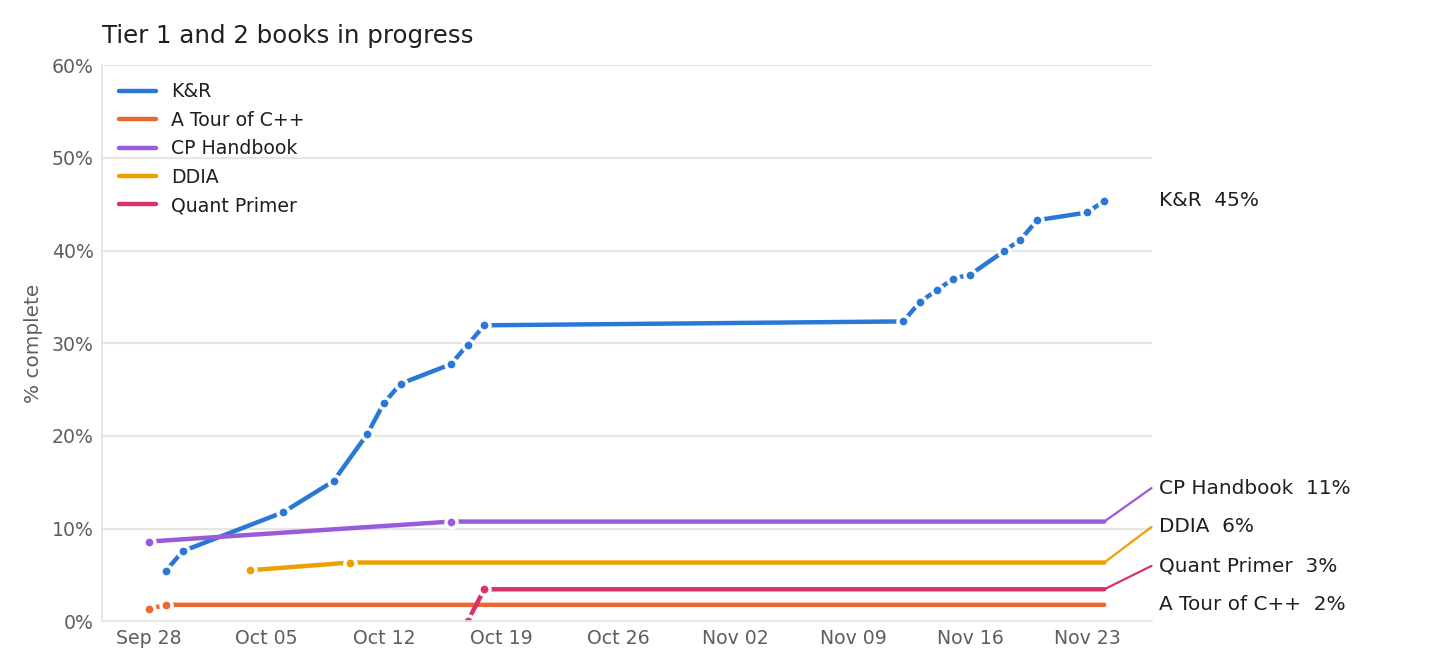 Tier 1 and 2 books in progress
60%
50%
40%
30%
20%
10%
0%
% complete
K&R
A Tour of C++
CP Handbook
DDIA
Quant Primer
K&R 45%
CP Handbook 11%
DDIA 6%
Quant Primer 3%
A Tour of C++ 2%
Sep 28 Oct 05 Oct 12 Oct 19 Oct 26 Nov 02 Nov 09 Nov 16 Nov 23